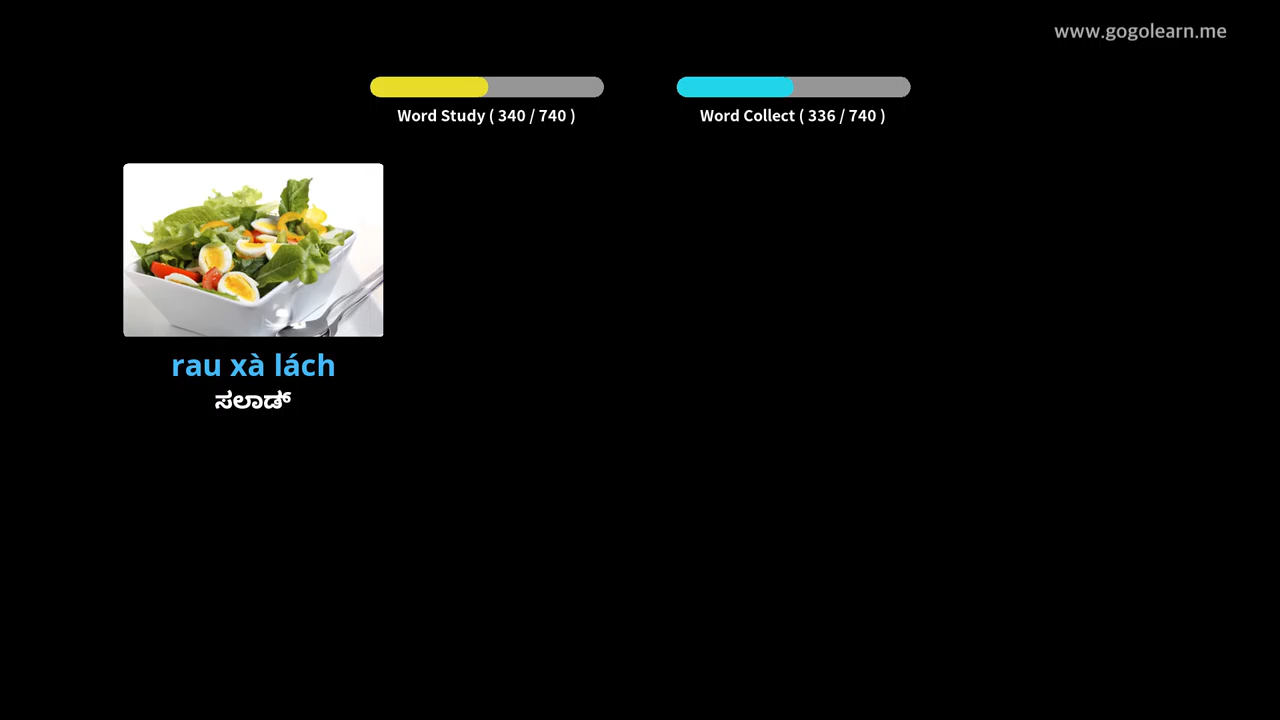 www.gogolearn.me
Word Study ( 340 / 740 )
Word Collect ( 336 / 740 )
rau xà lách
ಸಲಾಡ್